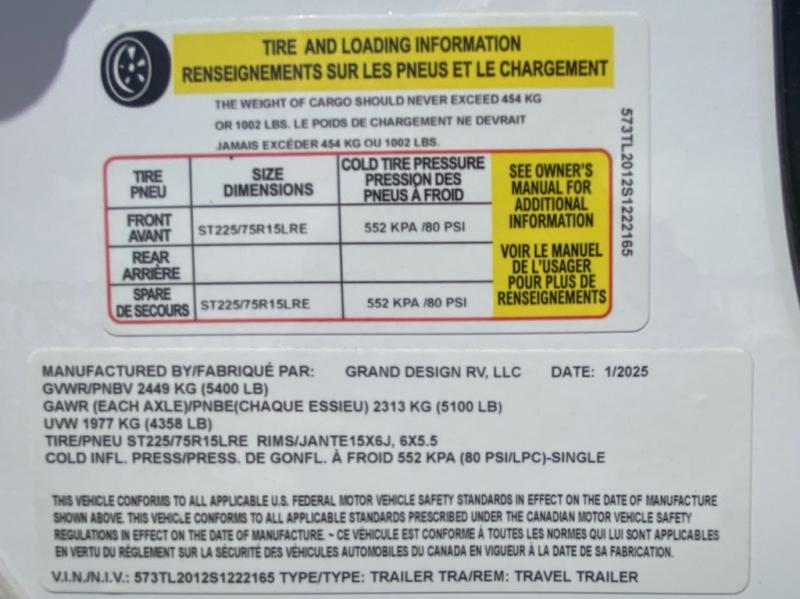 TIRE AND LOADING INFORMATION
RENSEIGNEMENTS SUR LES PNEUS ET LE CHARGEMENT
THE WEIGHT OF CARGO SHOULD NEVER EXCEED 454 KG
OR 1002 LBS. LE POIDS DE CHARGEMENT NE DEVRAIT
JAMAIS EXCÉDER 454 KG OU 1002 LBS.
TIRE
PNEU
SIZE
DIMENSIONS
COLD TIRE PRESSURE
PRESSION DES
PNEUS À FROID
FRONT
AVANT
ST225/75R15LRE
552 KPA /80 PSI
REAR
ARRIÈRE
SPARE
DE SECOURS
ST225/75R15LRE
552 KPA /80 PSI
SEE OWNER'S
MANUAL FOR
ADDITIONAL
INFORMATION
VOIR LE MANUEL
DE L'USAGER
POUR PLUS DE
RENSEIGNEMENTS
573TL2012S1222165
MANUFACTURED BY/FABRIQUÉ PAR: GRAND DESIGN RV, LLC DATE: 1/2025
GVWR/PNBV 2449 KG (5400 LB)
GAWR (EACH AXLE)/PNBE(CHAQUE ESSIEU) 2313 KG (5100 LB)
UVW 1977 KG (4358 LB)
TIRE/PNEU ST225/75R15LRE RIMS/JANTE15X6J, 6X5.5
COLD INFL. PRESS/PRESS. DE GONFL. À FROID 552 KPA (80 PSI/LPC)-SINGLE
THIS VEHICLE CONFORMS TO ALL APPLICABLE U.S. FEDERAL MOTOR VEHICLE SAFETY STANDARDS IN EFFECT ON THE DATE OF MANUFACTURE
SHOWN ABOVE. THIS VEHICLE CONFORMS TO ALL APPLICABLE STANDARDS PRESCRIBED UNDER THE CANADIAN MOTOR VEHICLE SAFETY
REGULATIONS IN EFFECT ON THE DATE OF MANUFACTURE. ~ CE VÉHICULE EST CONFORME À TOUTES LES NORMES QUI LUI SONT APPLICABLES
EN VERTU DU RÉGLEMENT SUR LA SÉCURITÉ DES VÉHICULES AUTOMOBILES DU CANADA EN VIGUEUR À LA DATE DE SA FABRICATION.
V.I.N./N.I.V.: 573TL2012S1222165 TYPE/TYPE: TRAILER TRA/REM: TRAVEL TRAILER